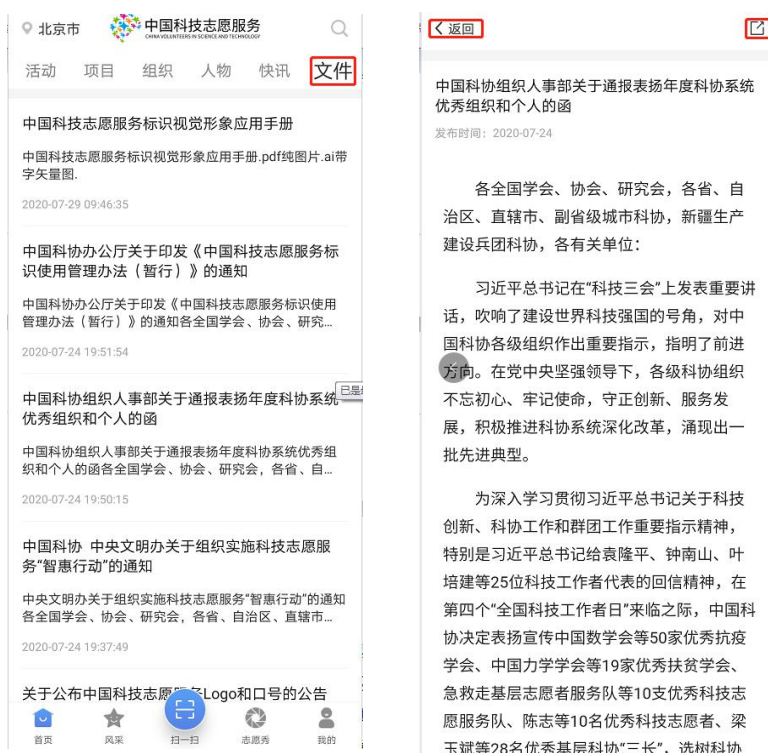 北京市
中国科技志愿服务
CHINA VOLUNTEERS IN SCIENCE AND TECHNOLOGY
活动 项目 组织 人物 快讯 文件
中国科技志愿服务标识视觉形象应用手册
中国科技志愿服务标识视觉形象应用手册.pdf纯图片.ai带
字矢量图.
2020-07-29 09:46:35
中国科协办公厅关于印发《中国科技志愿服务标
识使用管理办法（暂行）》的通知
中国科协办公厅关于印发《中国科技志愿服务标识使用
管理办法（暂行）》的通知各全国学会、协会、研究...
2020-07-24 19:51:54
已是
中国科协组织人事部关于通报表扬年度科协系统
优秀组织和个人的函
中国科协组织人事部关于通报表扬年度科协系统优秀组
织和个人的函各全国学会、协会、研究会，各省、自...
2020-07-24 19:50:15
中国科协 中央文明办关于组织实施科技志愿服
务“智惠行动”的通知
中央文明办关于组织实施科技志愿服务“智惠行动”的通知
各全国学会、协会、研究会，各省、自治区、直辖市...
2020-07-24 19:37:49
关于公布中国科技志愿服务Logo和口号的公告
首页 风采 扫一扫 志愿秀 我的
返回
中国科协组织人事部关于通报表扬年度科协系统
优秀组织和个人的函
发布时间：2020-07-24
各全国学会、协会、研究会，各省、自
治区、直辖市、副省级城市科协，新疆生产
建设兵团科协，各有关单位：
习近平总书记在“科技三会”上发表重要讲
话，吹响了建设世界科技强国的号角，对中
国科协各级组织作出重要指示，指明了前进
方向。在党中央坚强领导下，各级科协组织
不忘初心、牢记使命，守正创新、服务发
展，积极推进科协系统深化改革，涌现出一
批先进典型。
为深入学习贯彻习近平总书记关于科技
创新、科协工作和群团工作重要指示精神，
特别是习近平总书记给袁隆平、钟南山、叶
培建等25位科技工作者代表的回信精神，在
第四个“全国科技工作者日”来临之际，中国科
协决定表扬宣传中国数学会等50家优秀抗疫
学会、中国力学学会等19家优秀扶贫学会、
急救走基层志愿者服务队等10支优秀科技志
愿服务队、陈志等10名优秀科技志愿者、梁
玉斌等28名优秀基层科协“三长”，选树科协